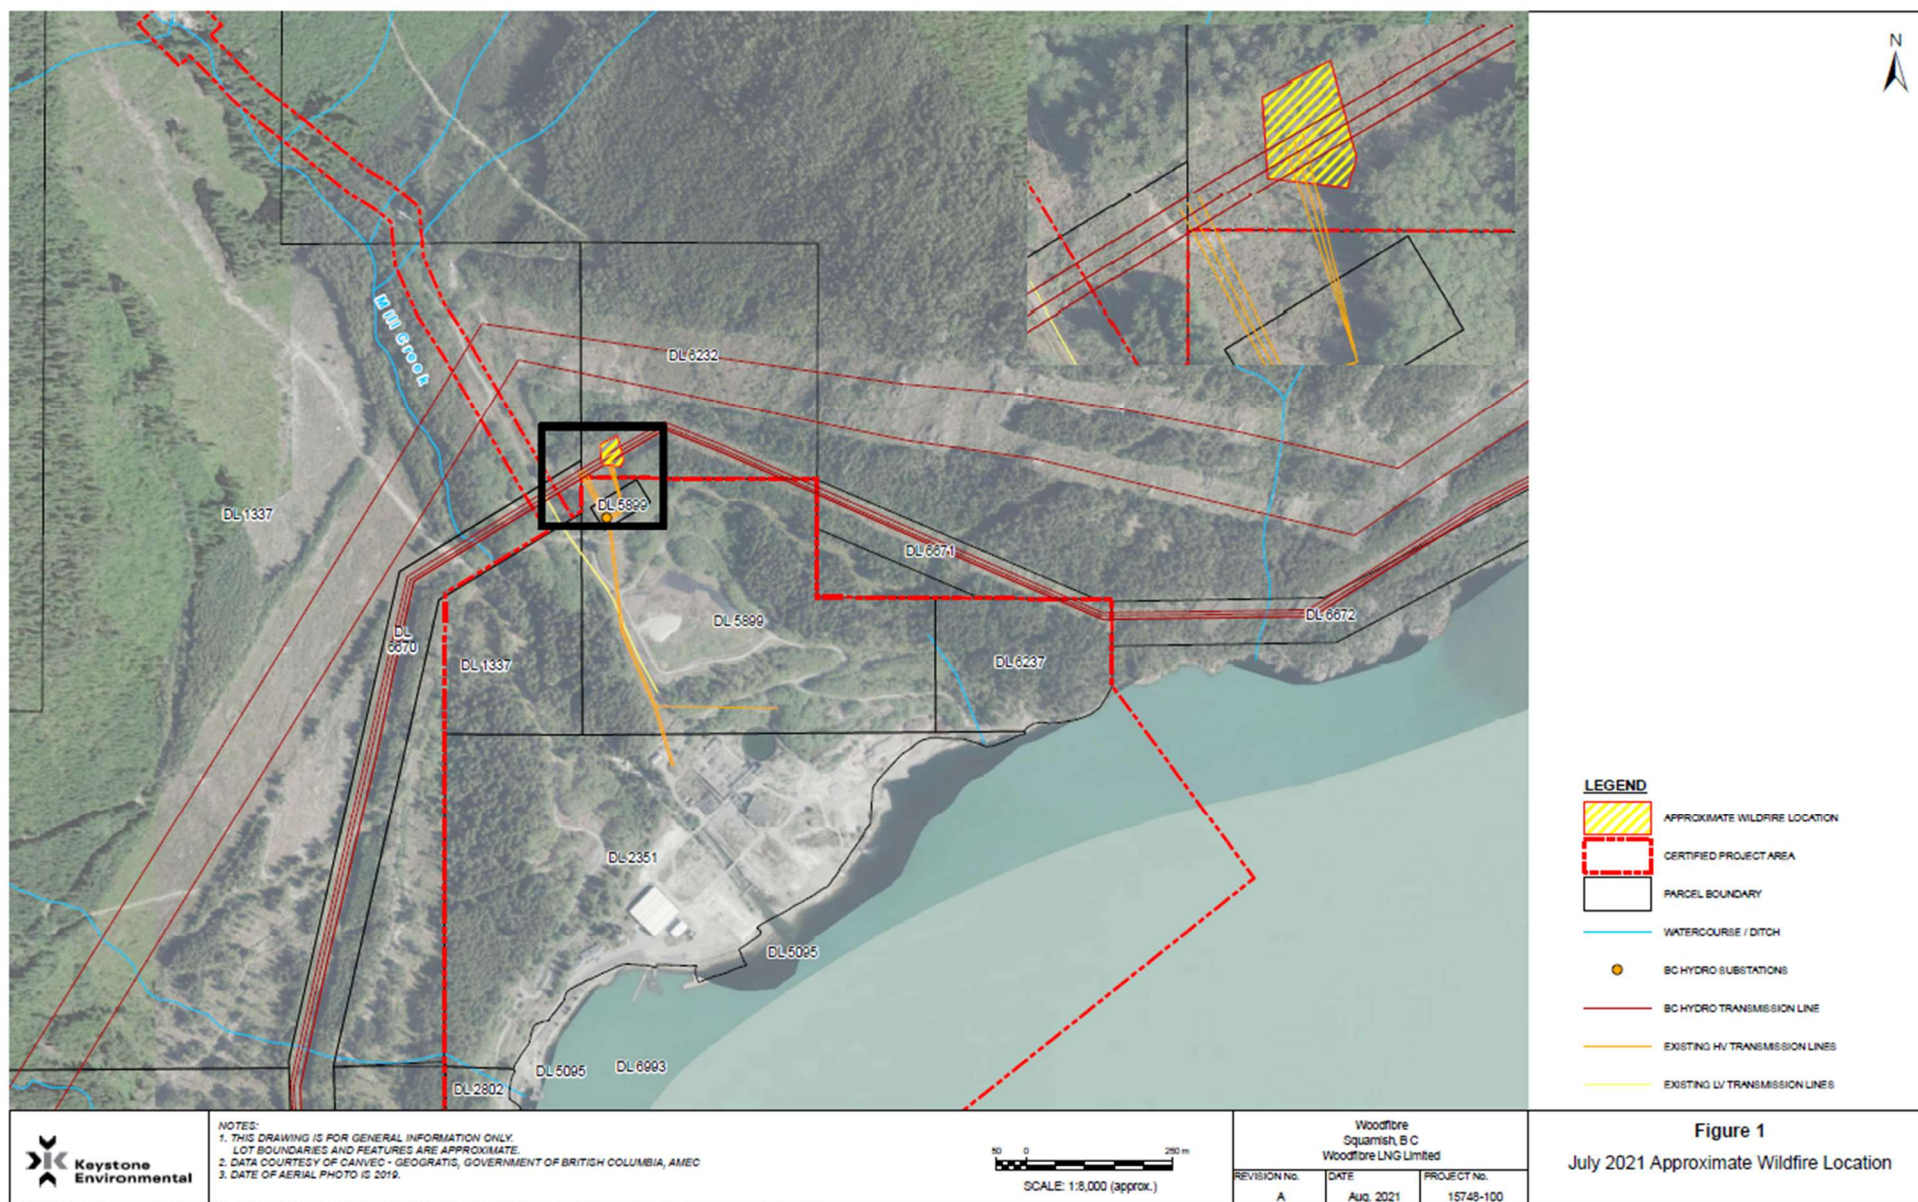 N
Mill Creek
DL 6232
DL 1337
DL 5899
DL 6671
DL 6672
DL
6670
DL 1337
DL 5899
DL 6237
DL 2351
DL 5095
DL 5095
DL 6993
DL 2802
LEGEND
APPROXIMATE WILDFIRE LOCATION
CERTIFIED PROJECT AREA
PARCEL BOUNDARY
WATERCOURSE / DITCH
BC HYDRO SUBSTATIONS
BC HYDRO TRANSMISSION LINE
EXISTING HV TRANSMISSION LINES
EXISTING LV TRANSMISSION LINES
Keystone
Environmental
NOTES:
1. THIS DRAWING IS FOR GENERAL INFORMATION ONLY.
LOT BOUNDARIES AND FEATURES ARE APPROXIMATE.
2. DATA COURTESY OF CANVEC - GEOGRATIS, GOVERNMENT OF BRITISH COLUMBIA, AMEC
3. DATE OF AERIAL PHOTO IS 2019.
50 0 250 m
SCALE: 1:8,000 (approx.)
Woodfibre
Squamish, B C
Woodfibre LNG Limited
REVISION No. DATE PROJECT No.
A Aug. 2021 15748-100
Figure 1
July 2021 Approximate Wildfire Location